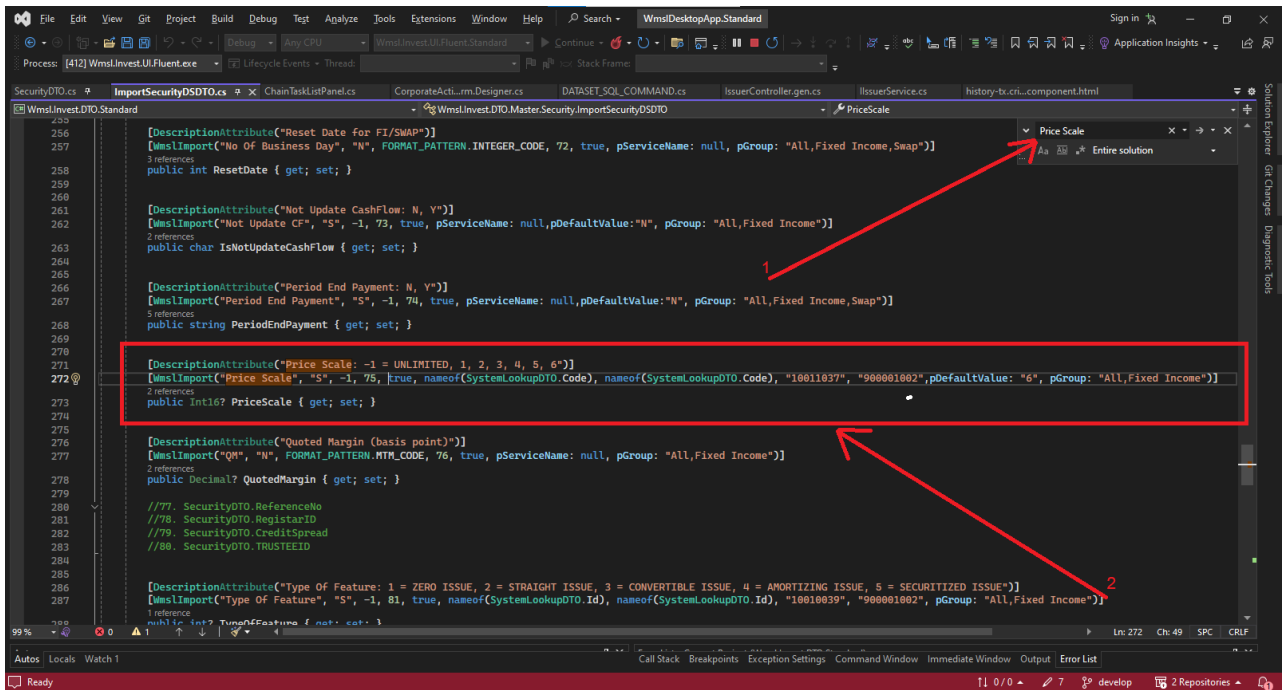 File Edit View Git Project Build Debug Test Analyze Tools Extensions Window Help Search WmslDesktopApp.Standard Sign in
Debug Any CPU Wmsl.Invest.UI.Fluent.Standard Continue Application Insights
Process: [412] Wmsl.Invest.UI.Fluent.exe Lifecycle Events Thread: Stack Frame:
SecurityDTO.cs ImportSecurityDSDTO.cs ChainTaskListPanel.cs CorporateActi...rm.Designer.cs DATASET_SQL_COMMAND.cs IssuerController.gen.cs IssuerService.cs history-tx.cri...component.html
Wmsl.Invest.DTO.Standard Wmsl.Invest.DTO.Master.Security.ImportSecurityDSDTO PriceScale
Price Scale
Aa Entire solution
Solution Explorer
Git Changes
Diagnostic Tools
255
256 [DescriptionAttribute("Reset Date for FI/SWAP")]
257 [WmslImport("No Of Business Day", "N", FORMAT_PATTERN.INTEGER_CODE, 72, true, pServiceName: null, pGroup: "All,Fixed Income,Swap")]
3 references
258 public int ResetDate { get; set; }
259
260
261 [DescriptionAttribute("Not Update CashFlow: N, Y")]
262 [WmslImport("Not Update CF", "S", -1, 73, true, pServiceName: null,pDefaultValue:"N", pGroup: "All,Fixed Income")]
2 references
263 public char IsNotUpdateCashFlow { get; set; }
264
265
1
266 [DescriptionAttribute("Period End Payment: N, Y")]
267 [WmslImport("Period End Payment", "S", -1, 74, true, pServiceName: null,pDefaultValue:"N", pGroup: "All,Fixed Income,Swap")]
5 references
268 public string PeriodEndPayment { get; set; }
269
270
271 [DescriptionAttribute("Price Scale: -1 = UNLIMITED, 1, 2, 3, 4, 5, 6")]
272 [WmslImport("Price Scale", "S", -1, 75, true, nameof(SystemLookupDTO.Code), nameof(SystemLookupDTO.Code), "10011037", "900001002",pDefaultValue: "6", pGroup: "All,Fixed Income")]
2 references
273 public Int16? PriceScale { get; set; }
274
275
276 [DescriptionAttribute("Quoted Margin (basis point)")]
277 [WmslImport("QM", "N", FORMAT_PATTERN.MTM_CODE, 76, true, pServiceName: null, pGroup: "All,Fixed Income")]
2 references
278 public Decimal? QuotedMargin { get; set; }
279
280 //77. SecurityDTO.ReferenceNo
281 //78. SecurityDTO.RegistarID
282 //79. SecurityDTO.CreditSpread
283 //80. SecurityDTO.TRUSTEEID
284
285
286 [DescriptionAttribute("Type Of Feature: 1 = ZERO ISSUE, 2 = STRAIGHT ISSUE, 3 = CONVERTIBLE ISSUE, 4 = AMORTIZING ISSUE, 5 = SECURITIZED ISSUE")]
2
287 [WmslImport("Type Of Feature", "S", -1, 81, true, nameof(SystemLookupDTO.Id), nameof(SystemLookupDTO.Id), "10010039", "900001002", pGroup: "All,Fixed Income")]
1 reference
288 public int? TypeOfFeature { get; set; }
99 % 0 1 Ln: 272 Ch: 49 SPC CRLF
Autos Locals Watch 1 Call Stack Breakpoints Exception Settings Command Window Immediate Window Output Error List
Ready 0 / 0 7 develop 2 Repositories